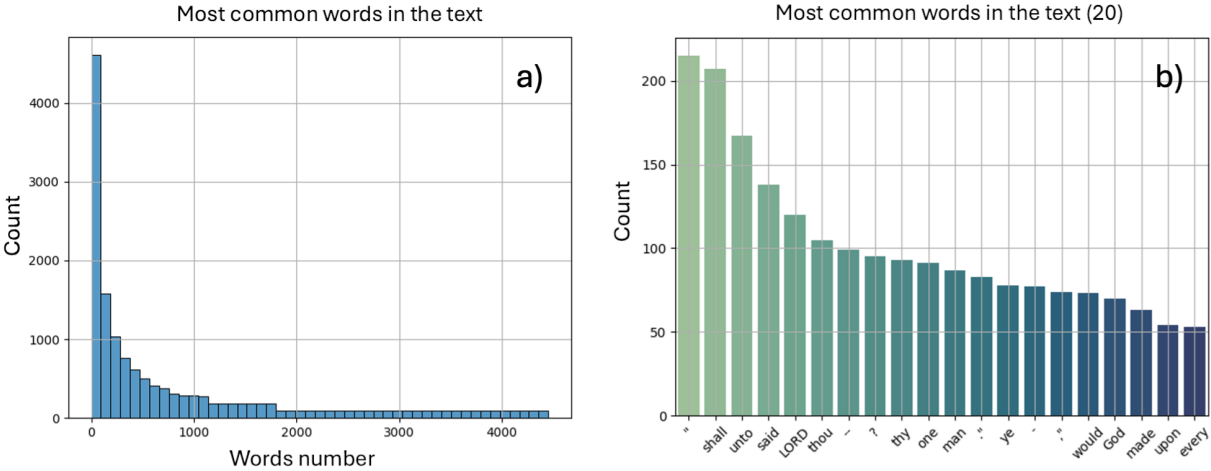 Most common words in the text
a)
Count
4000
3000
2000
1000
0
0 1000 2000 3000 4000
Words number
Most common words in the text (20)
b)
Count
200
150
100
50
0
" shall unto said LORD thou – ? thy one man ." ye - ," would God made upon every